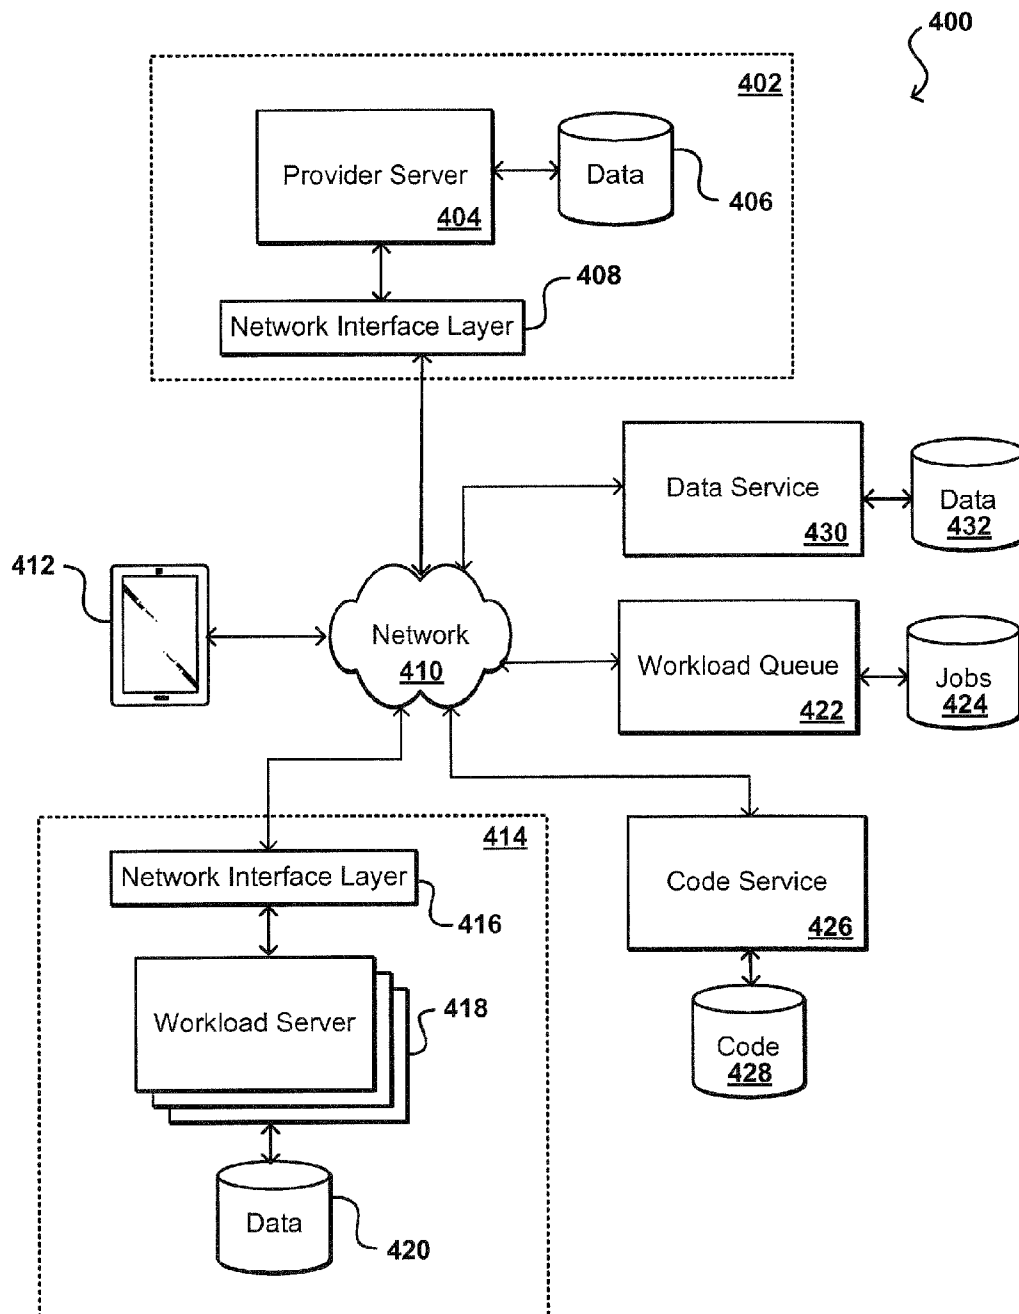 400
402
Provider Server
404
Data
406
408
Network Interface Layer
Data Service
430
Data
432
412
Network
410
Workload Queue
422
Jobs
424
414
Network Interface Layer
416
Code Service
426
Workload Server
418
Code
428
Data
420